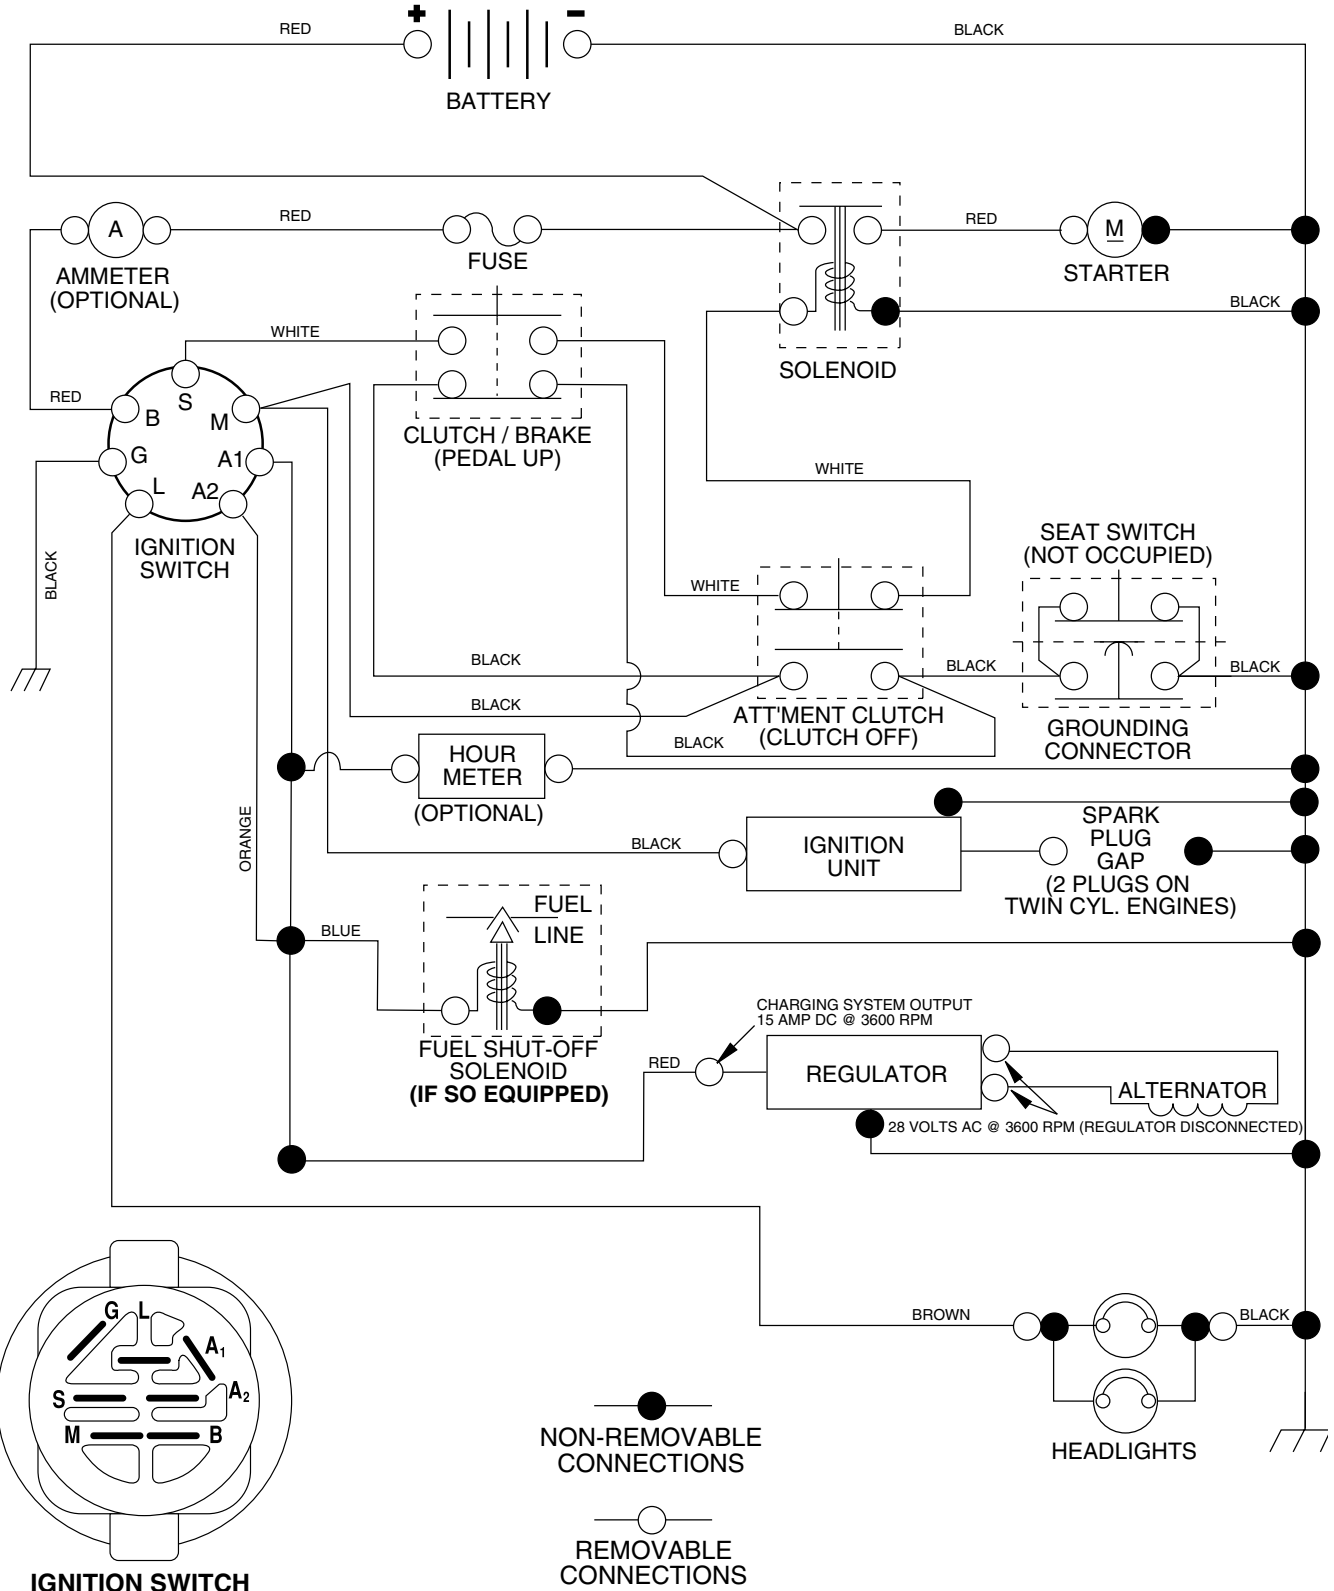 + −
RED
BLACK
BATTERY
RED
A
AMMETER
(OPTIONAL)
FUSE
RED
M
STARTER
BLACK
SOLENOID
WHITE
RED
S
B
M
G
A1
L
A2
IGNITION
SWITCH
CLUTCH / BRAKE
(PEDAL UP)
WHITE
BLACK
SEAT SWITCH
(NOT OCCUPIED)
WHITE
BLACK
BLACK
BLACK
BLACK
ATT'MENT CLUTCH
(CLUTCH OFF)
BLACK
GROUNDING
CONNECTOR
HOUR
METER
(OPTIONAL)
ORANGE
BLACK
IGNITION
UNIT
SPARK
PLUG
GAP
(2 PLUGS ON
TWIN CYL. ENGINES)
BLUE
FUEL
LINE
FUEL SHUT-OFF
SOLENOID
(IF SO EQUIPPED)
CHARGING SYSTEM OUTPUT
15 AMP DC @ 3600 RPM
RED
REGULATOR
ALTERNATOR
28 VOLTS AC @ 3600 RPM (REGULATOR DISCONNECTED)
BROWN
BLACK
HEADLIGHTS
G L
A1
S
A2
M
B
IGNITION SWITCH
NON-REMOVABLE
CONNECTIONS
REMOVABLE
CONNECTIONS